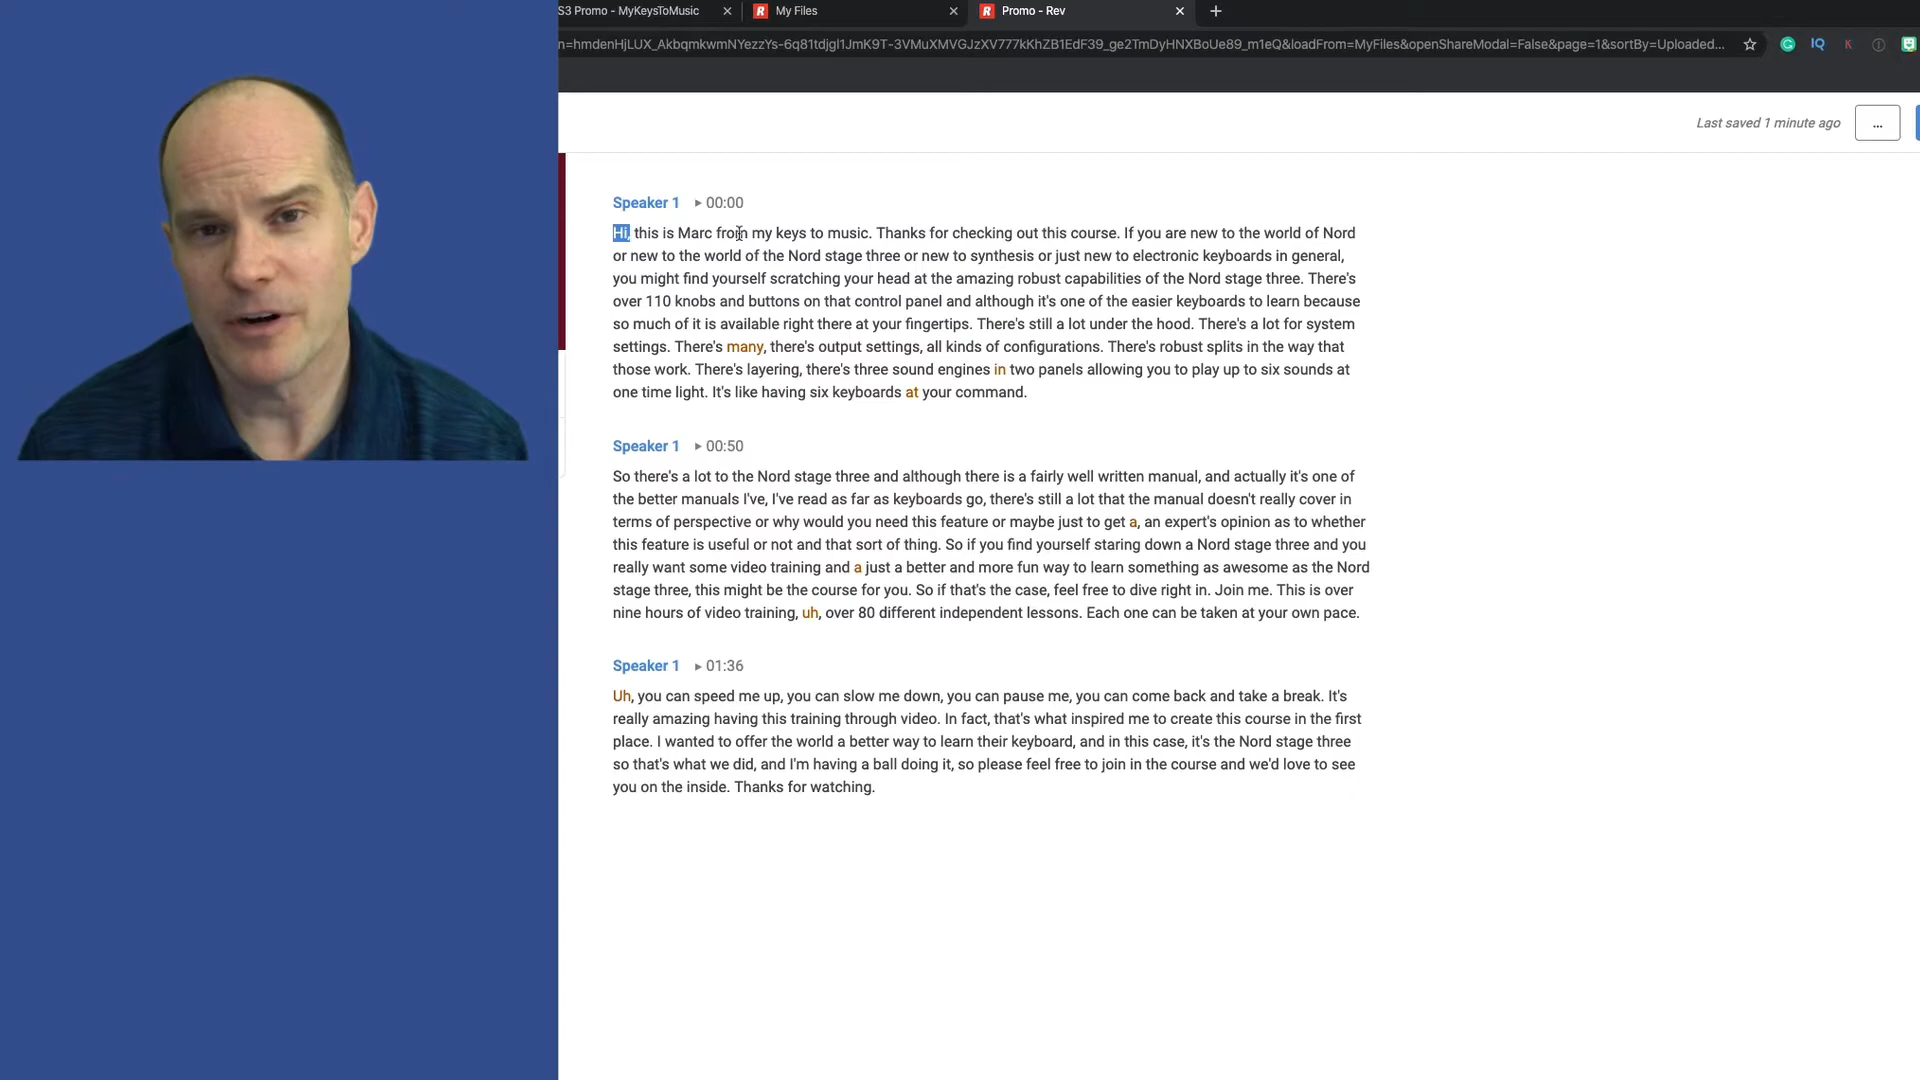 S3 Promo - MyKeysToMusic
My Files
Promo - Rev
n=hmdenHjLUX_AkbqmkwmNYezzYs-6q81tdjgl1JmK9T-3VMuXMVGJzXV777kKhZB1EdF39_ge2TmDyHNXBoUe89_m1eQ&loadFrom=MyFiles&openShareModal=False&page=1&sortBy=Uploaded...
IQ
K
Last saved 1 minute ago
...
Speaker 1 00:00
Hi, this is Marc from my keys to music. Thanks for checking out this course. If you are new to the world of Nord
or new to the world of the Nord stage three or new to synthesis or just new to electronic keyboards in general,
you might find yourself scratching your head at the amazing robust capabilities of the Nord stage three. There's
over 110 knobs and buttons on that control panel and although it's one of the easier keyboards to learn because
so much of it is available right there at your fingertips. There's still a lot under the hood. There's a lot for system
settings. There's many, there's output settings, all kinds of configurations. There's robust splits in the way that
those work. There's layering, there's three sound engines in two panels allowing you to play up to six sounds at
one time light. It's like having six keyboards at your command.
Speaker 1 00:50
So there's a lot to the Nord stage three and although there is a fairly well written manual, and actually it's one of
the better manuals I've, I've read as far as keyboards go, there's still a lot that the manual doesn't really cover in
terms of perspective or why would you need this feature or maybe just to get a, an expert's opinion as to whether
this feature is useful or not and that sort of thing. So if you find yourself staring down a Nord stage three and you
really want some video training and a just a better and more fun way to learn something as awesome as the Nord
stage three, this might be the course for you. So if that's the case, feel free to dive right in. Join me. This is over
nine hours of video training, uh, over 80 different independent lessons. Each one can be taken at your own pace.
Speaker 1 01:36
Uh, you can speed me up, you can slow me down, you can pause me, you can come back and take a break. It's
really amazing having this training through video. In fact, that's what inspired me to create this course in the first
place. I wanted to offer the world a better way to learn their keyboard, and in this case, it's the Nord stage three
so that's what we did, and I'm having a ball doing it, so please feel free to join in the course and we'd love to see
you on the inside. Thanks for watching.